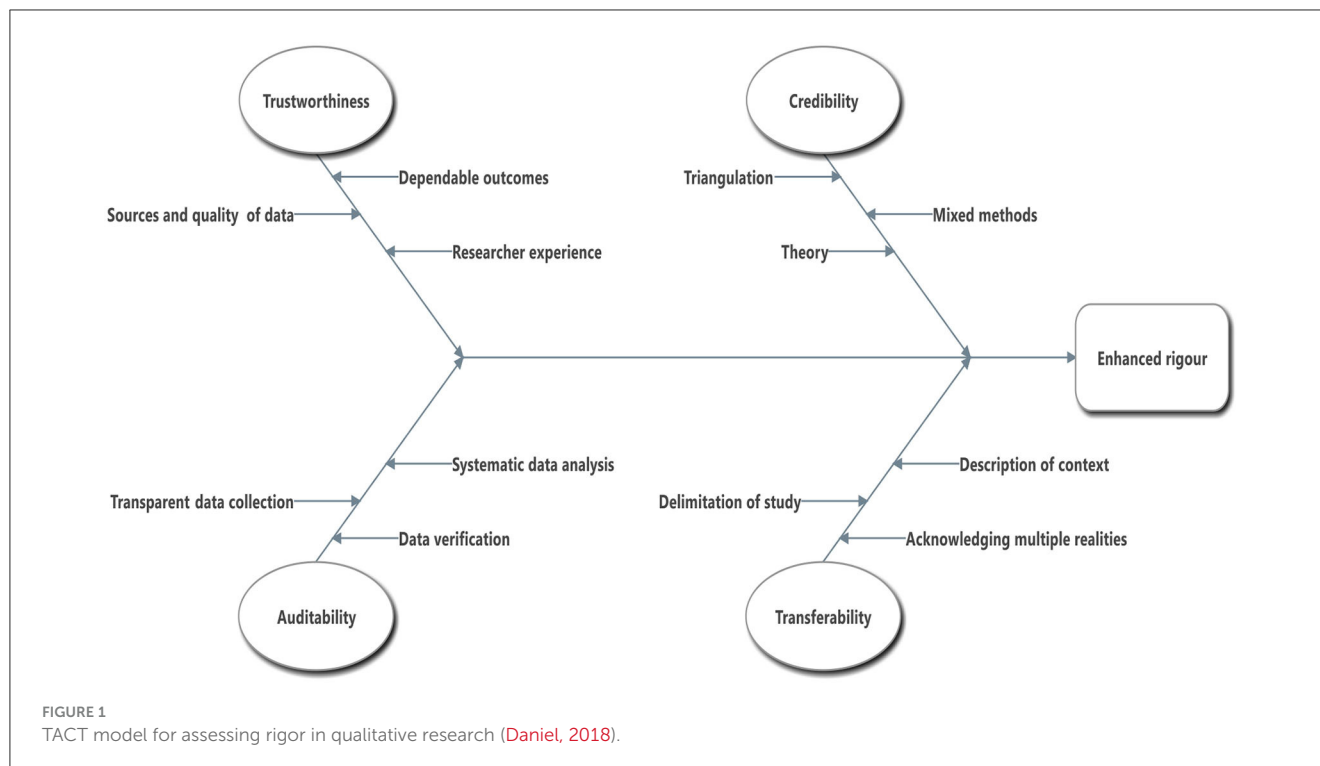 Trustworthiness
Credibility
Dependable outcomes
Triangulation
Sources and quality of data
Mixed methods
Researcher experience
Theory
Enhanced rigour
Systematic data analysis
Description of context
Transparent data collection
Delimitation of study
Data verification
Acknowledging multiple realities
Auditability
Transferability
FIGURE 1
TACT model for assessing rigor in qualitative research (Daniel, 2018).